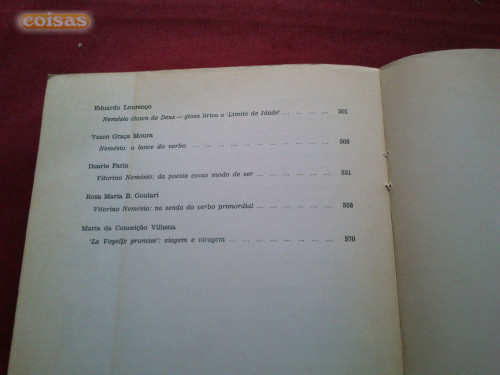 coisas
Eduardo Lourenço
Nemésio clown de Deus — glosa lírica a 'Limite de Idade' ... ... ... ... 501
Vasco Graça Moura
Nemésio: o lance do verbo ... ... ... ... ... ... ... ... ... ... ... 506
Duarte Faria
Vitorino Nemésio: da poesia como modo de ser ... ... ... ... ... ... 531
Rosa Maria B. Goulart
Vitorino Nemésio: na senda do verbo primordial ... ... ... ... ... ... 558
Maria da Conceição Vilhena
'La Voyelle promise': viagem e viragem ... ... ... ... ... ... ... ... 570